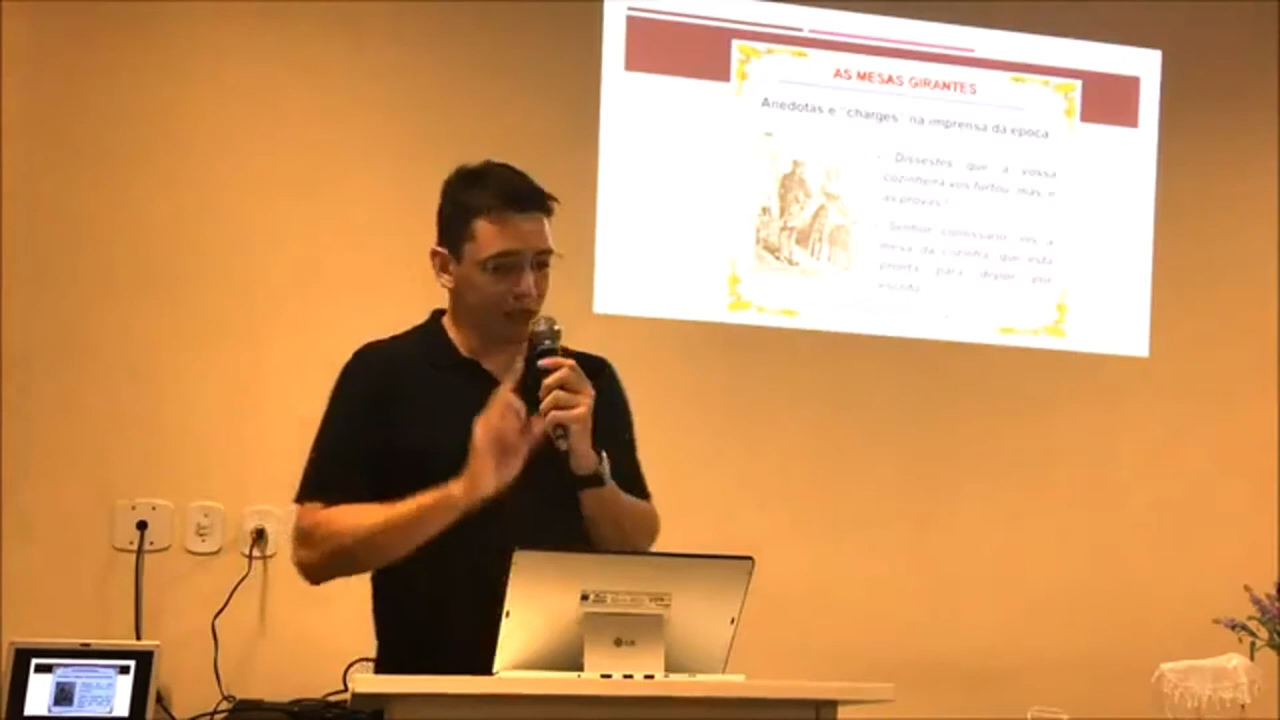 AS MESAS GIRANTES
Anedotas e "charges" na imprensa da época
- Dissestes que a vossa
cozinheira vos furtou, mas, e
as provas?
- Senhor comissário, eis a
mesa da cozinha que está
pronta para depor por
escrito.
LG